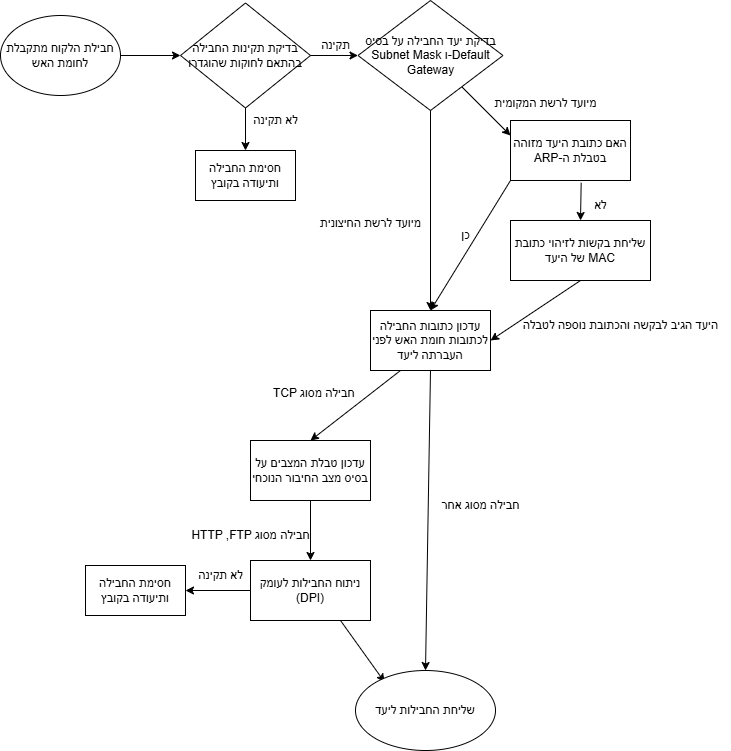 חבילת הלקוח מתקבלת
לחומת האש
בדיקת תקינות החבילה
בהתאם לחוקות שהוגדרו
תקינה
בדיקת יעד החבילה על בסיס
Subnet Mask ו-Default
Gateway
לא תקינה
חסימת החבילה
ותיעודה בקובץ
מיועד לרשת המקומית
האם כתובת היעד מזוהה
בטבלת ה-ARP
לא
שליחת בקשות לזיהוי כתובת
MAC של היעד
מיועד לרשת החיצונית
כן
היעד הגיב לבקשה והכתובת נוספה לטבלה
עדכון כתובות החבילה
לכתובות חומת האש לפני
העברתה ליעד
חבילה מסוג TCP
עדכון טבלת המצבים על
בסיס מצב החיבור הנוכחי
חבילה מסוג אחר
חבילה מסוג HTTP ,FTP
ניתוח החבילות לעומק
(DPI)
לא תקינה
חסימת החבילה
ותיעודה בקובץ
שליחת החבילות ליעד